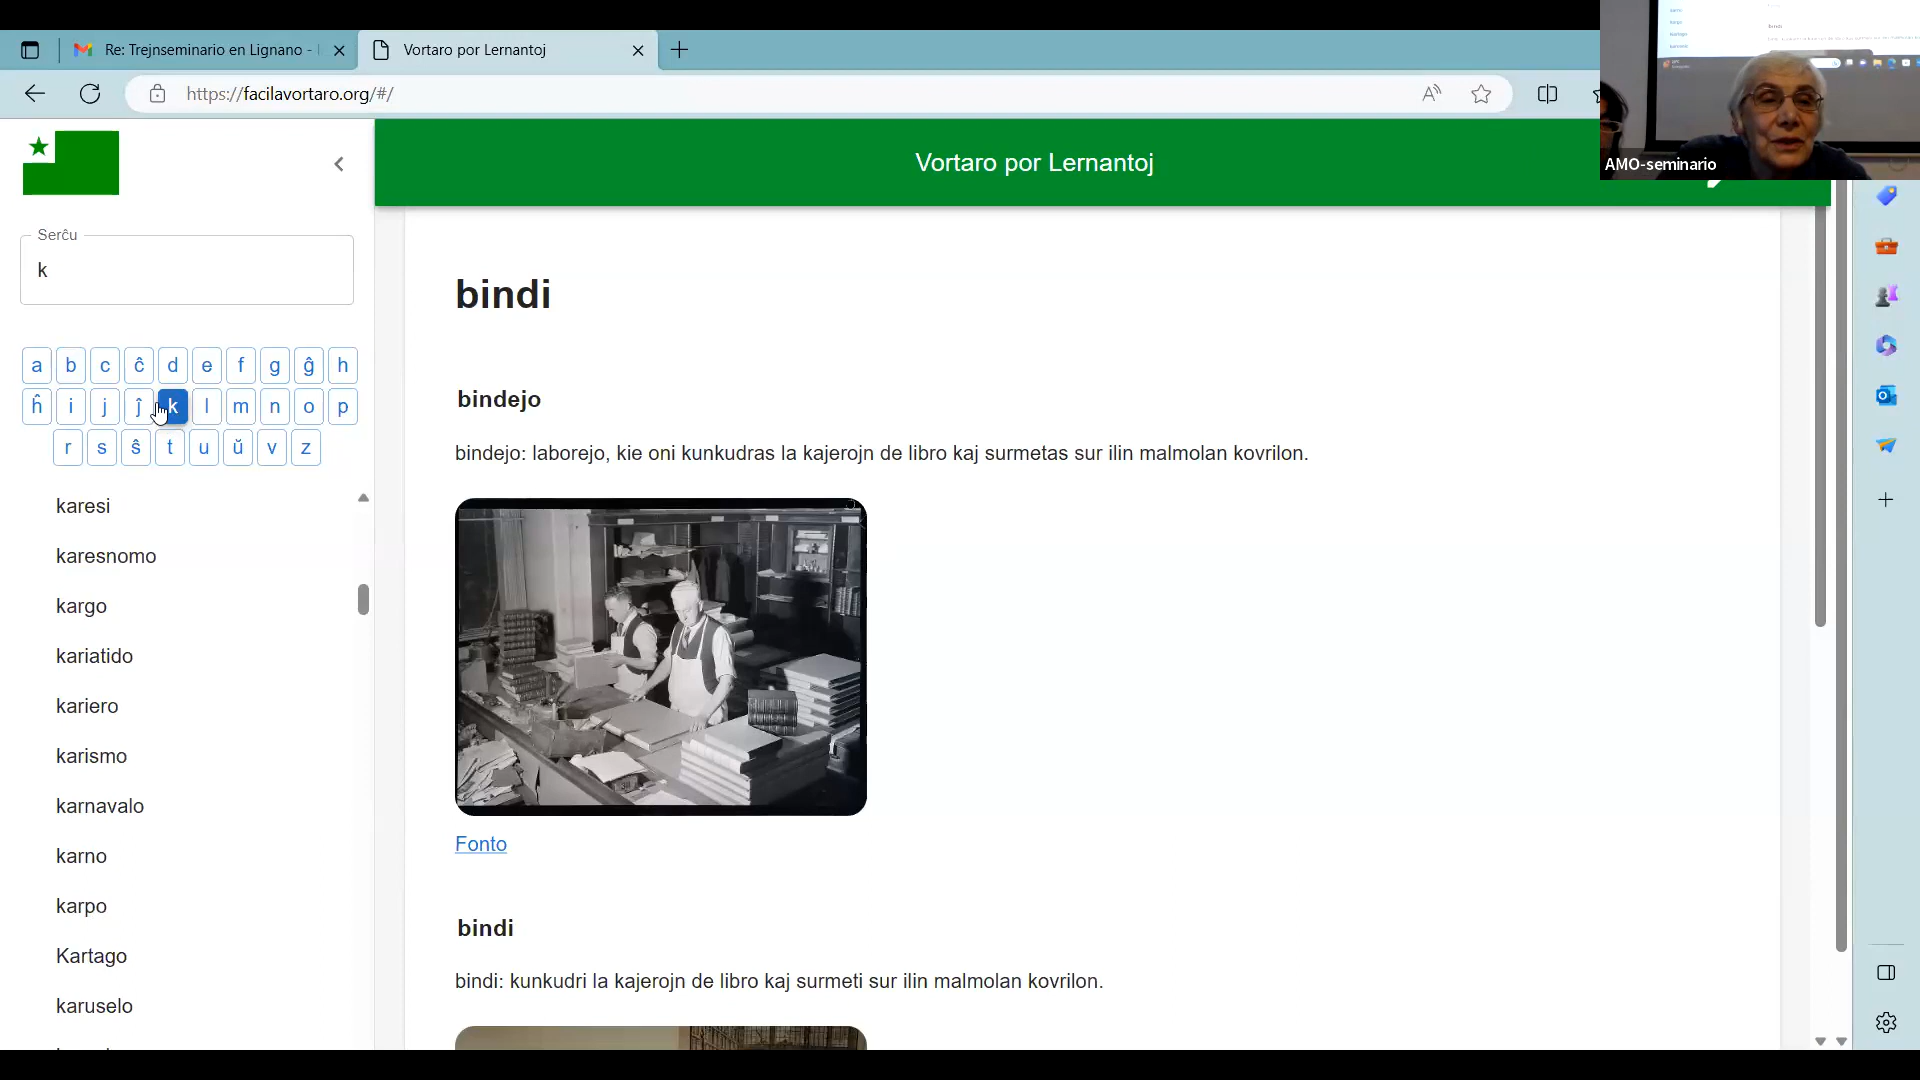 Re: Trejnseminario en Lignano -
Vortaro por Lernantoj
https://facilavortaro.org/#/
AMO-seminario
Vortaro por Lernantoj
Serĉu
k
a b c ĉ d e f g ĝ h
ĥ i j ĵ k l m n o p
r s ŝ t u ŭ v z
karesi
karesnomo
kargo
kariatido
kariero
karismo
karnavalo
karno
karpo
Kartago
karuselo
bindi
bindejo
bindejo: laborejo, kie oni kunkudras la kajerojn de libro kaj surmetas sur ilin malmolan kovrilon.
Fonto
bindi
bindi: kunkudri la kajerojn de libro kaj surmeti sur ilin malmolan kovrilon.